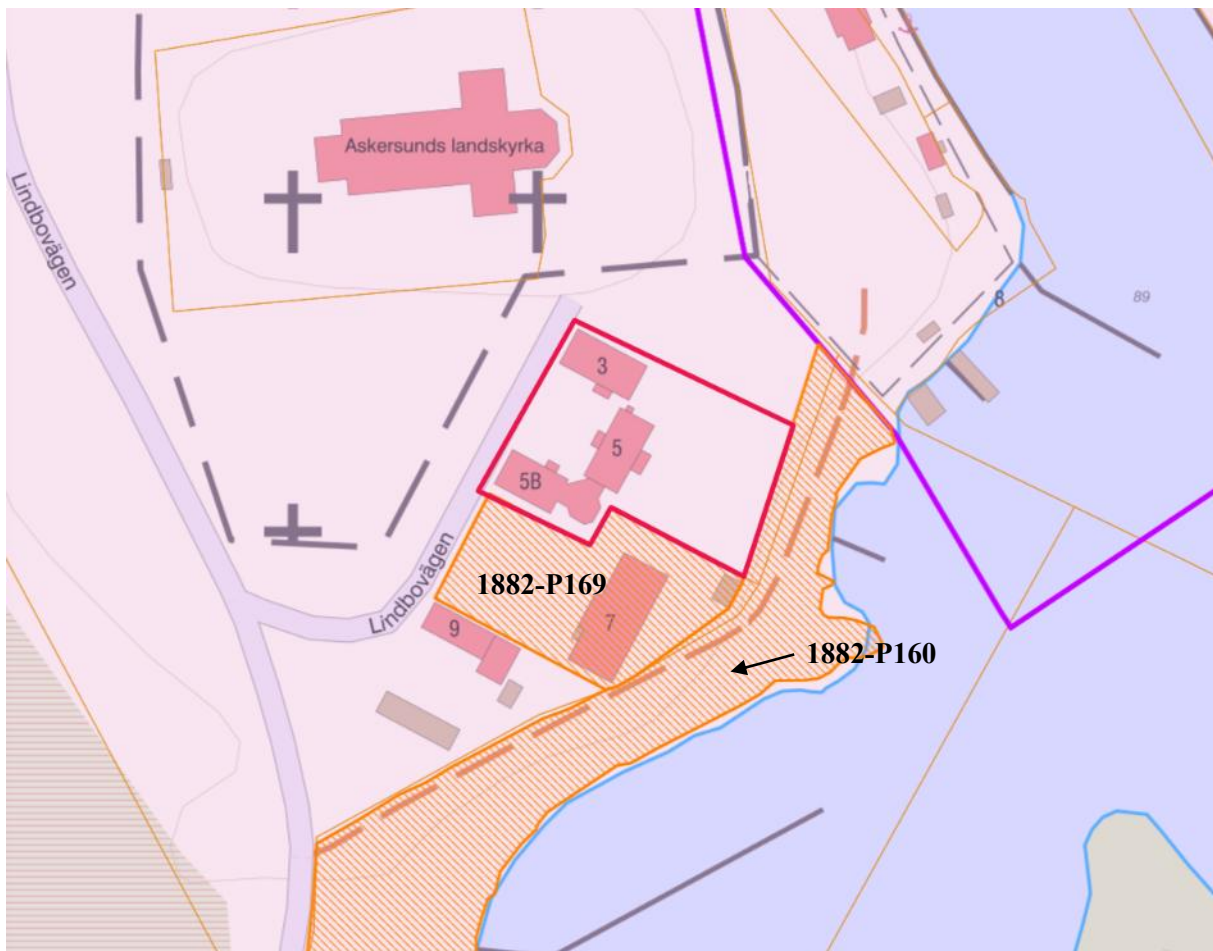 Askersunds landskyrka
Lindbovägen
89
8
3
5
5B
1882-P169
Lindbovägen
7
9
1882-P160